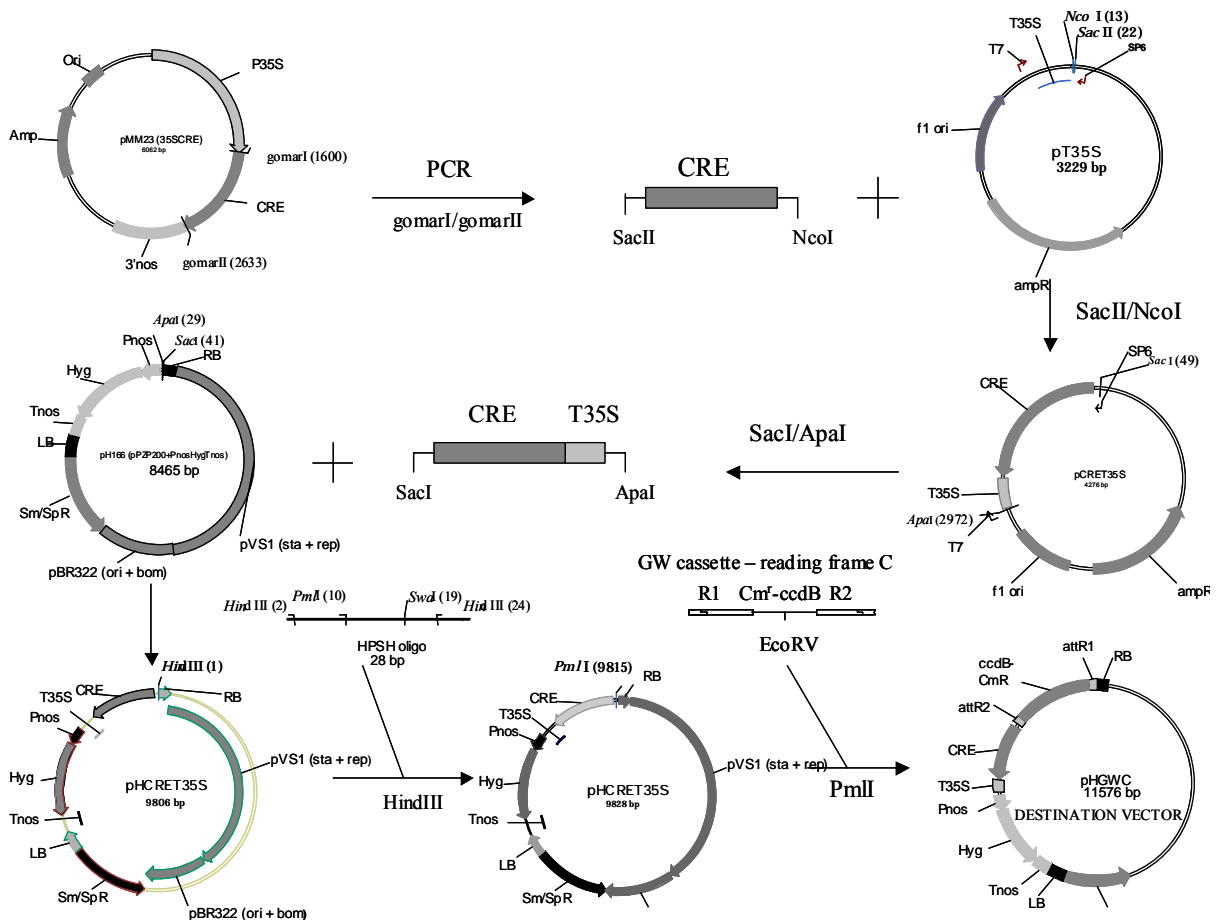 P35S
Ori
Amp
pMM23 (35SCRE)
6082 bp
gomarI (1600)
CRE
3'nos
gomarII (2633)
PCR
gomarI/gomarII
CRE
SacII
NcoI
Nco I (13)
T35S
Sac II (22)
T7
SP6
f1 ori
pT35S
3229 bp
ampR
SacII/NcoI
ApaI (29)
SacI (41)
Pnos
RB
Hyg
Tnos
LB
pH166 (pPZP200+PnosHygTnos)
8465 bp
Sm/SpR
pVS1 (sta + rep)
pBR322 (ori + bom)
CRE
T35S
SacI
ApaI
SacI/ApaI
SP6
Sac I (49)
CRE
pCRET35S
4276 bp
T35S
ApaI (2972)
T7
f1 ori
ampR
Hind III (2)
PmlI (10)
SwaI (19)
Hind III (24)
HPSH oligo
28 bp
GW cassette – reading frame C
R1
Cmr-ccdB
R2
EcoRV
HindIII (1)
CRE
RB
T35S
Pnos
Hyg
pHCRET35S
9806 bp
pVS1 (sta + rep)
Tnos
LB
Sm/SpR
pBR322 (ori + bom)
HindIII
Pml I (9815)
RB
CRE
T35S
Pnos
Hyg
pHCRET35S
9828 bp
pVS1 (sta + rep)
Tnos
LB
Sm/SpR
PmlI
attR1
RB
ccdB-
CmR
attR2
CRE
T35S
Pnos
pHGWC
11576 bp
DESTINATION VECTOR
Hyg
Tnos
LB